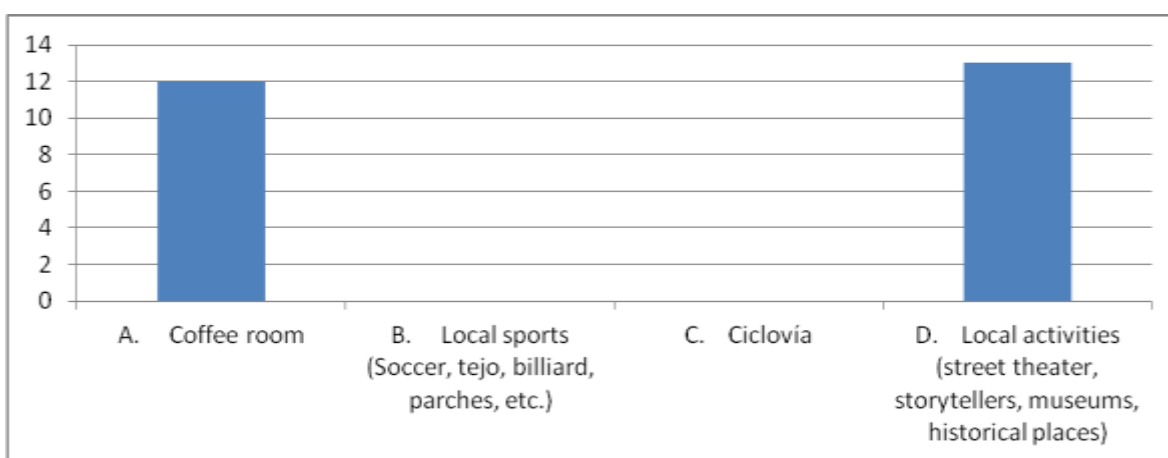 14
12
10
8
6
4
2
0
A. Coffee room
B. Local sports
(Soccer, tejo, billiard,
parches, etc.)
C. Ciclovía
D. Local activities
(street theater,
storytellers, museums,
historical places)